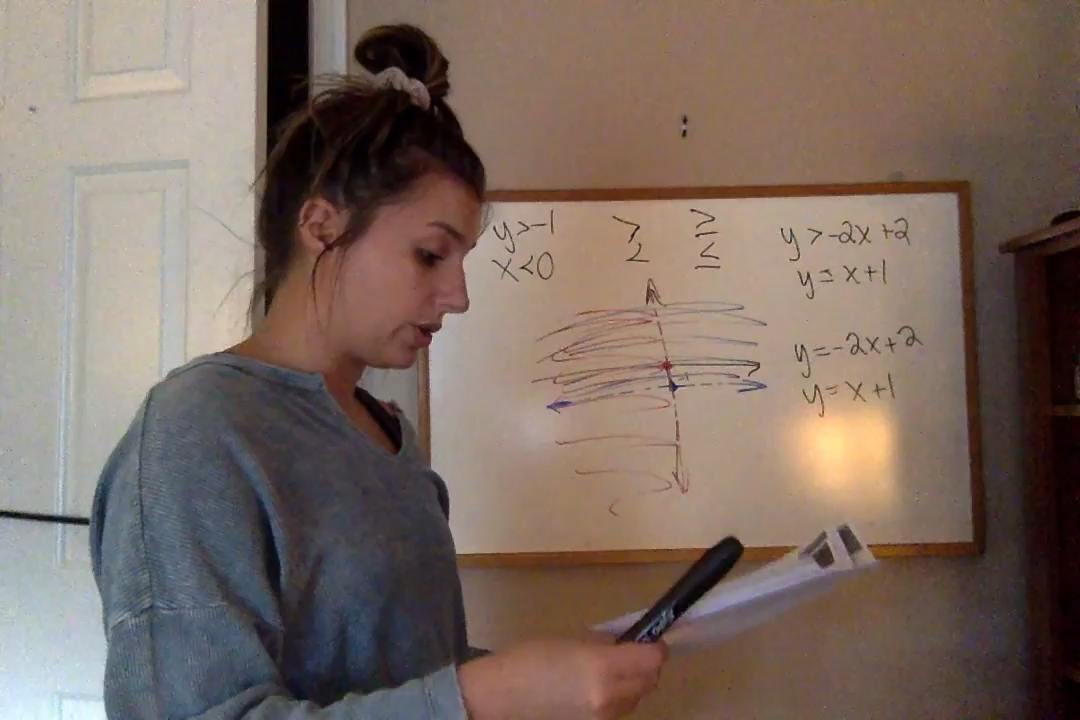 y>-1
x<0
>
<
≥
≤
y>-2x+2
y≤x+1
y=-2x+2
y=x+1